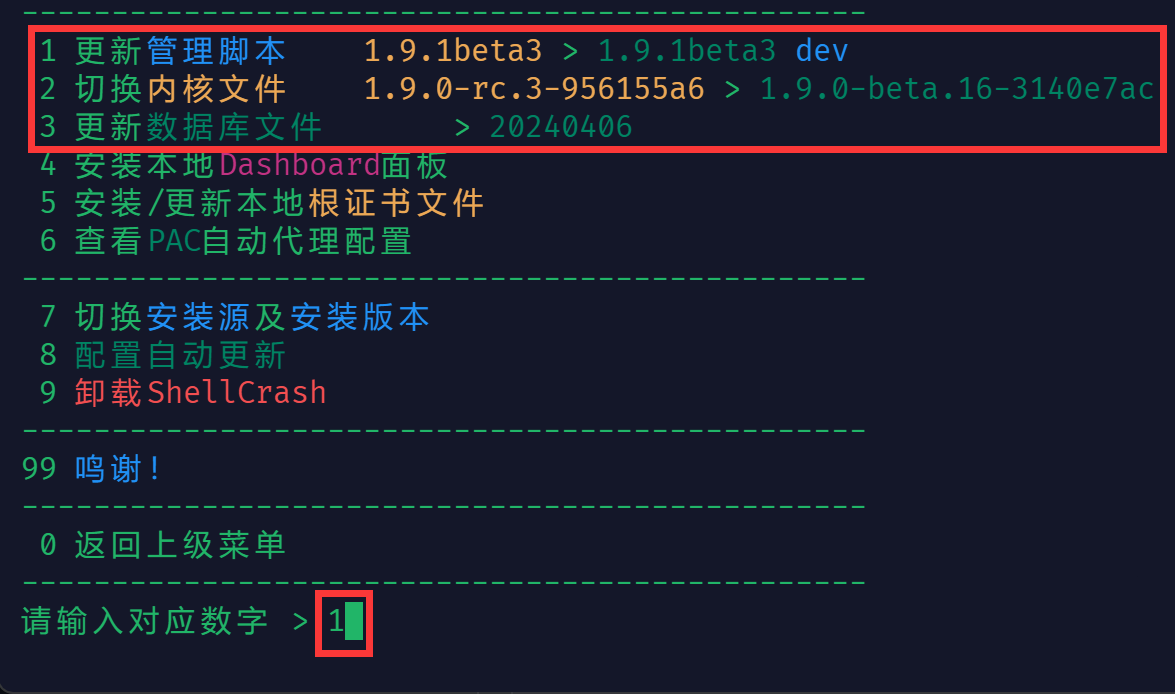 -----------------------------------------------
1 更新管理脚本 1.9.1beta3 > 1.9.1beta3 dev
2 切换内核文件 1.9.0-rc.3-956155a6 > 1.9.0-beta.16-3140e7ac
3 更新数据库文件 > 20240406
4 安装本地Dashboard面板
5 安装/更新本地根证书文件
6 查看PAC自动代理配置
-----------------------------------------------
7 切换安装源及安装版本
8 配置自动更新
9 卸载ShellCrash
-----------------------------------------------
99 鸣谢!
-----------------------------------------------
0 返回上级菜单
-----------------------------------------------
请输入对应数字 > 1